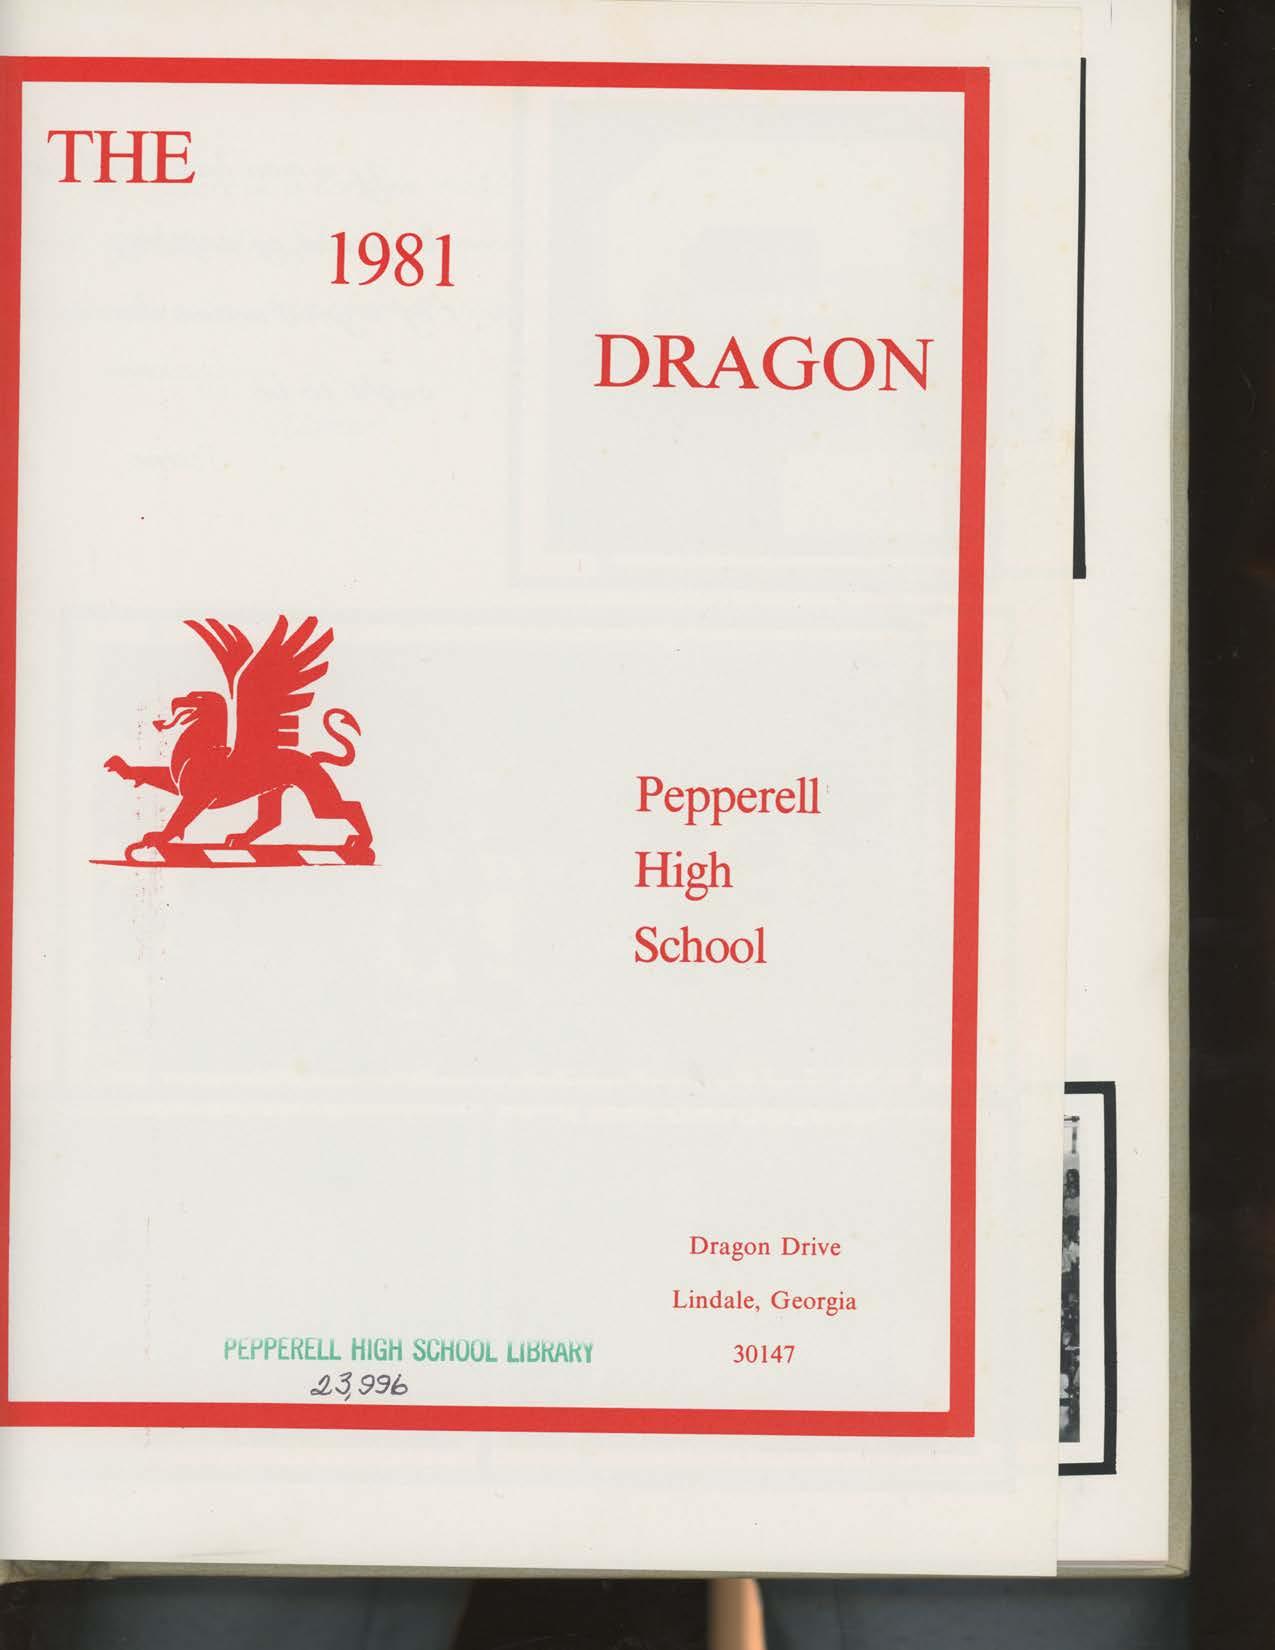 THE
1981
DRAGON
Pepperell
High
School
Dragon Drive
Lindale, Georgia
30147
PEPPERELL HIGH SCHOOL LIBRARY
23,996